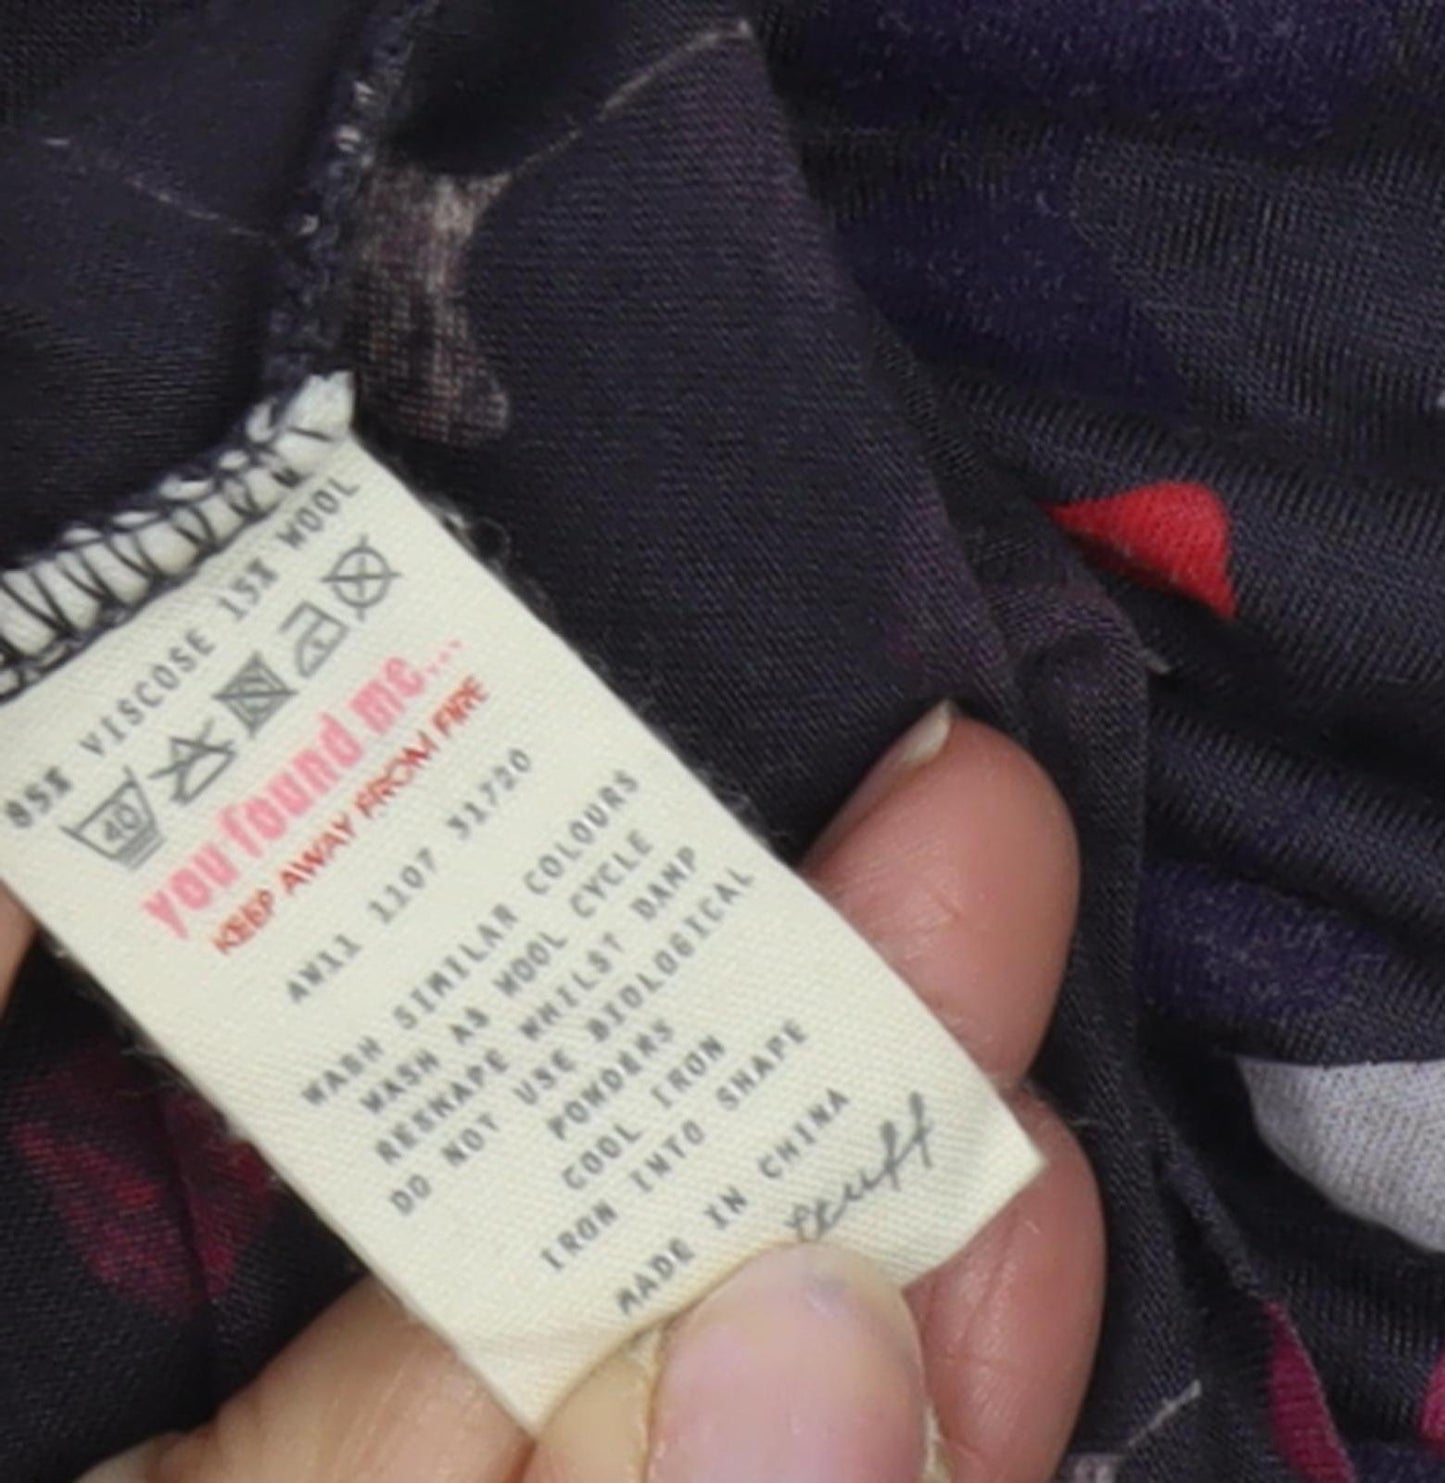 85% VISCOSE 15% WOOL
40
you found me...
KEEP AWAY FROM FIRE
AW11 1107 31720
WASH SIMILAR COLOURS
WASH AS WOOL CYCLE
RESHAPE WHILST DAMP
DO NOT USE BIOLOGICAL
POWDERS
COOL IRON
IRON INTO SHAPE
MADE IN CHINA